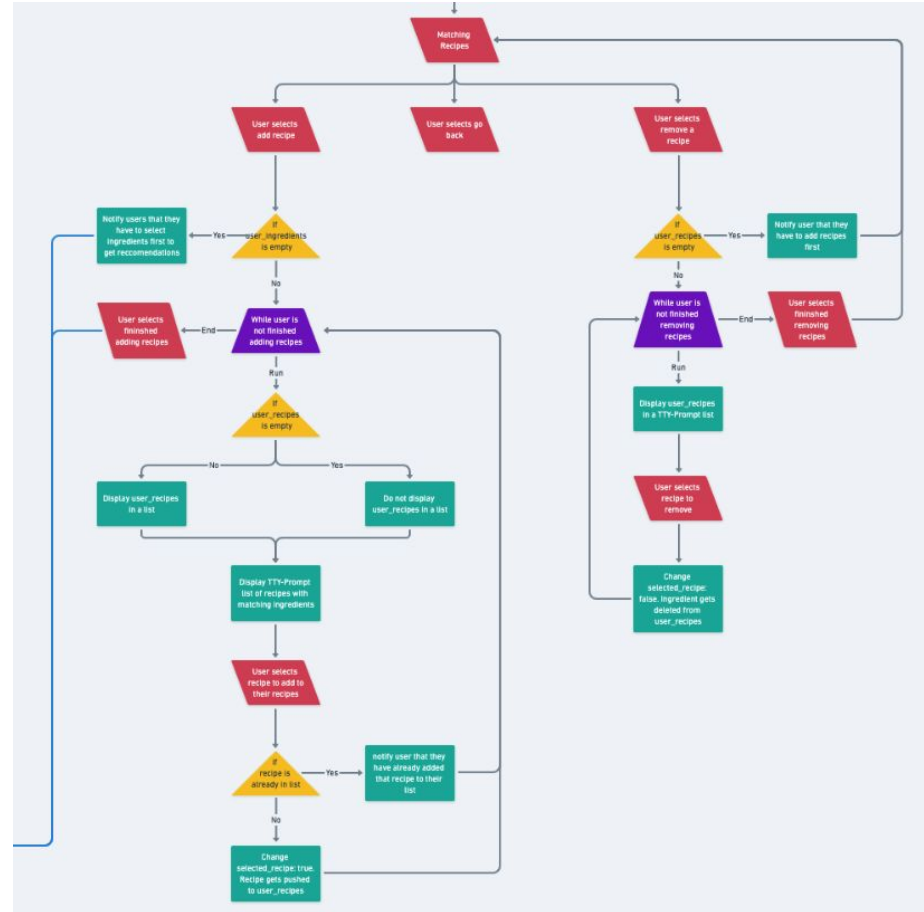 Matching
Recipes
User selects
add recipe
User selects go
back
User selects
remove a
recipe
Notify users that they
have to select
ingredients first to
get reccomendations
Yes
If
user_ingredients
is empty
If
user_recipes
is empty
Yes
Notify user that they
have to add recipes
first
No
No
User selects
fininshed
adding recipes
End
While user is
not finished
adding recipes
While user is
not finished
removing
recipes
End
User selects
fininshed
removing
recipes
Run
Run
If
user_recipes
is empty
Display user_recipes
in a TTY-Prompt list
No
Yes
Display user_recipes
in a list
Do not display
user_recipes in a list
User selects
recipe to
remove
Display TTY-Prompt
list of recipes with
matching ingredients
Change
selected_recipe:
false. Ingredient gets
deleted from
user_recipes
User selects
recipe to add to
their recipes
If
recipe is
already in list
Yes
notify user that they
have already added
that recipe to their
list
No
Change
selected_recipe: true.
Recipe gets pushed
to user_recipes